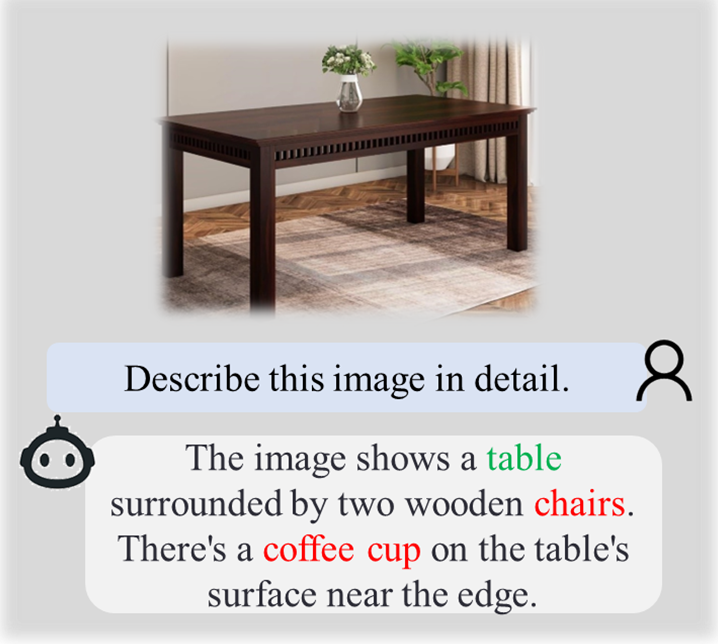 Describe this image in detail.
The image shows a table
surrounded by two wooden chairs.
There's a coffee cup on the table's
surface near the edge.